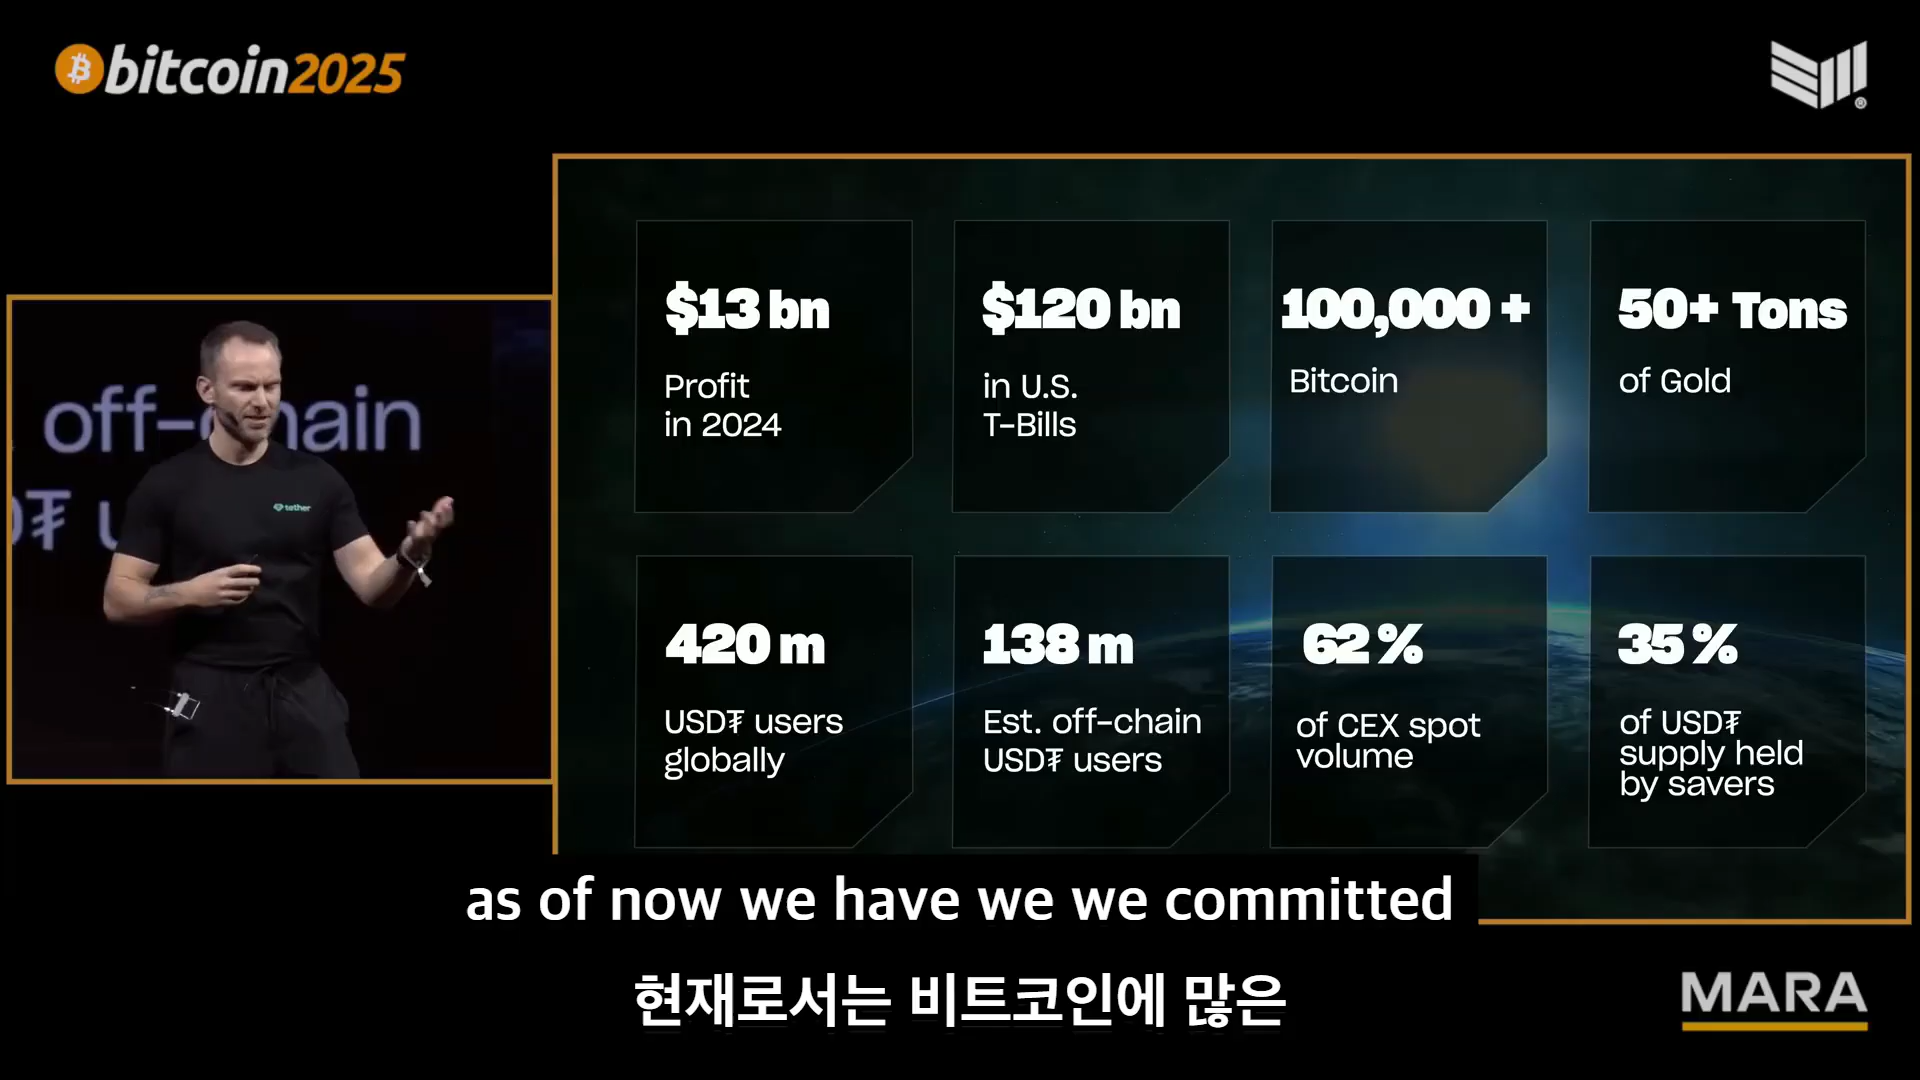 bitcoin2025
$13 bn
Profit
in 2024
$120 bn
in U.S.
T-Bills
100,000 +
Bitcoin
50+ Tons
of Gold
off-chain
tether
420 m
USD₮ users
globally
138 m
Est. off-chain
USD₮ users
62%
of CEX spot
volume
35%
of USD₮
supply held
by savers
as of now we have we we committed
현재로서는 비트코인에 많은
MARA